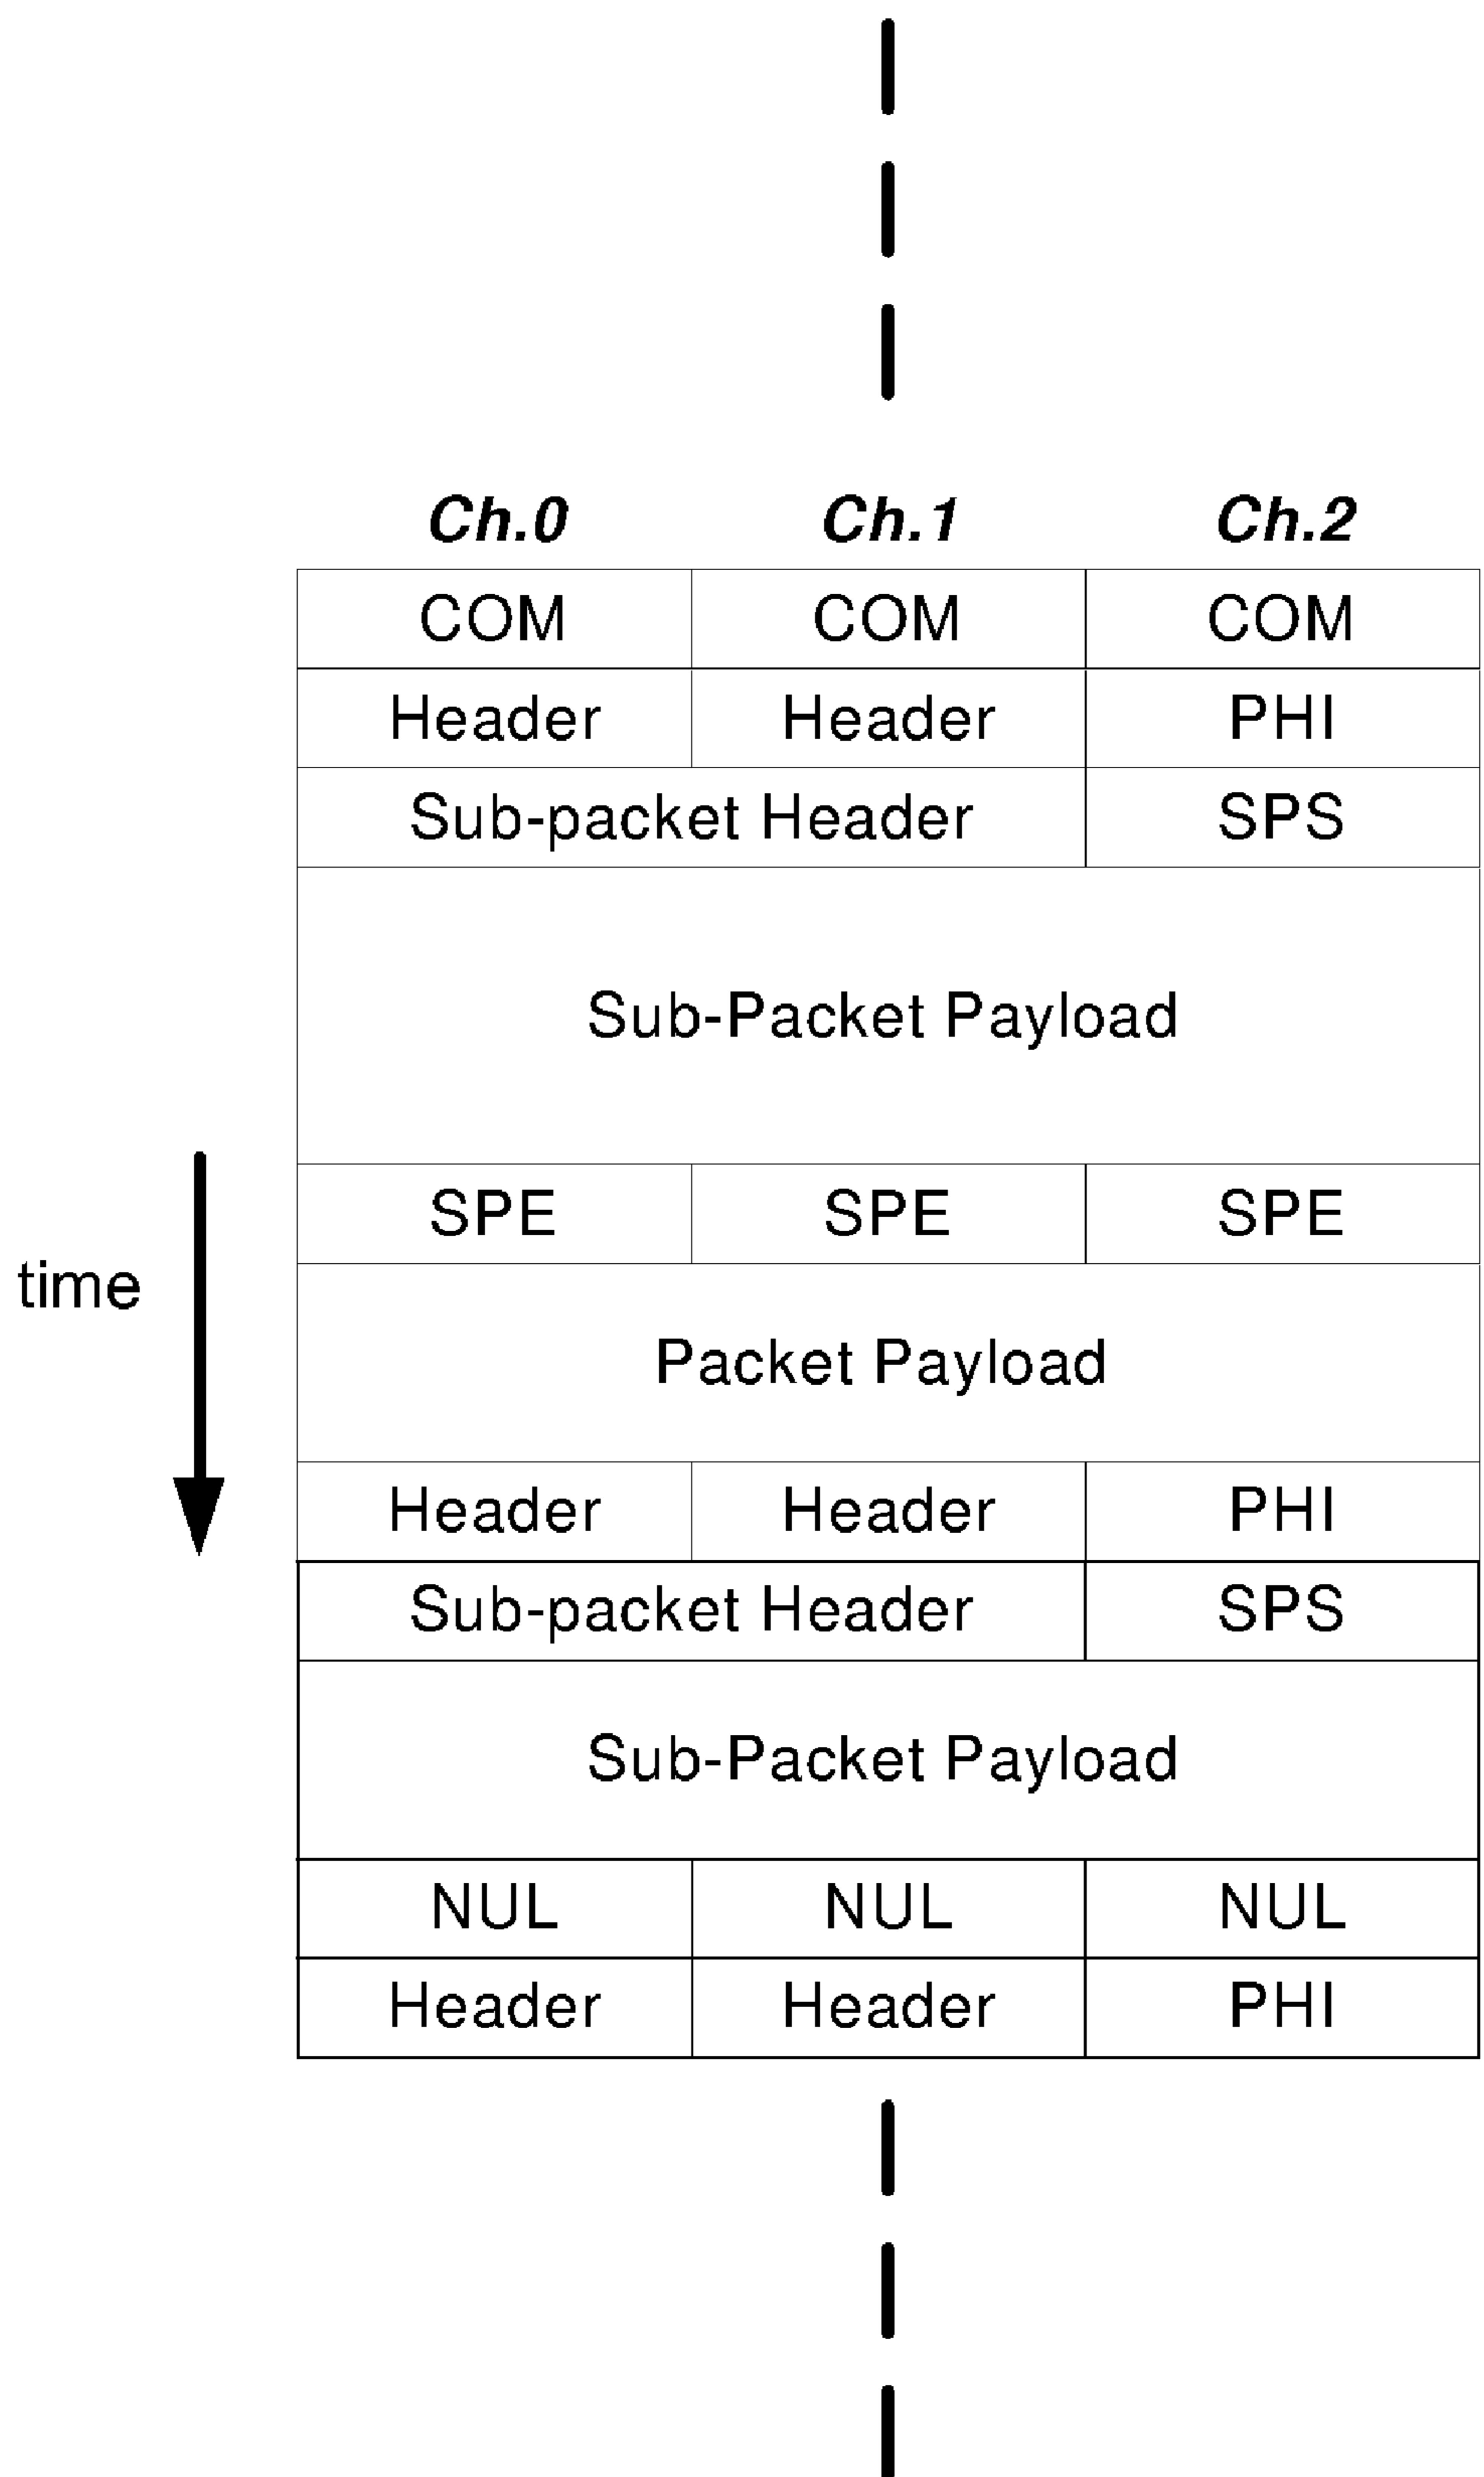 Ch.0 Ch.1 Ch.2
COM COM COM
Header Header PHI
Sub-packet Header SPS
Sub-Packet Payload
SPE SPE SPE
time
Packet Payload
Header Header PHI
Sub-packet Header SPS
Sub-Packet Payload
NUL NUL NUL
Header Header PHI